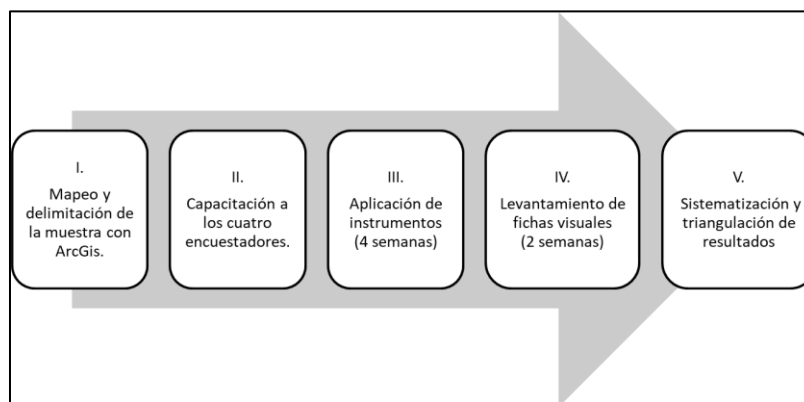 I.
Mapeo y
delimitación de
la muestra con
ArcGis.
II.
Capacitación a
los cuatro
encuestadores.
III.
Aplicación de
instrumentos
(4 semanas)
IV.
Levantamiento de
fichas visuales
(2 semanas)
V.
Sistematización y
triangulación de
resultados